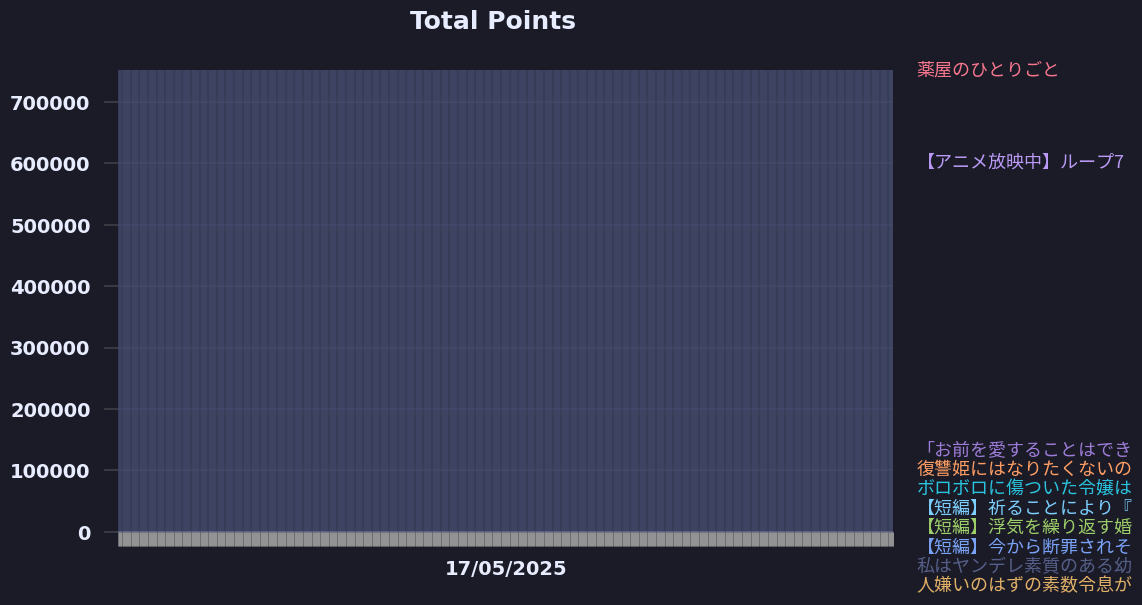 Total Points
薬屋のひとりごと
700000
【アニメ放映中】ループ7
600000
500000
400000
300000
200000
「お前を愛することはでき
100000
復讐姫にはなりたくないの
ボロボロに傷ついた令嬢は
【短編】祈ることにより『
【短編】浮気を繰り返す婚
0
【短編】今から断罪されそ
私はヤンデレ素質のある幼
17/05/2025
人嫌いのはずの素数令息が